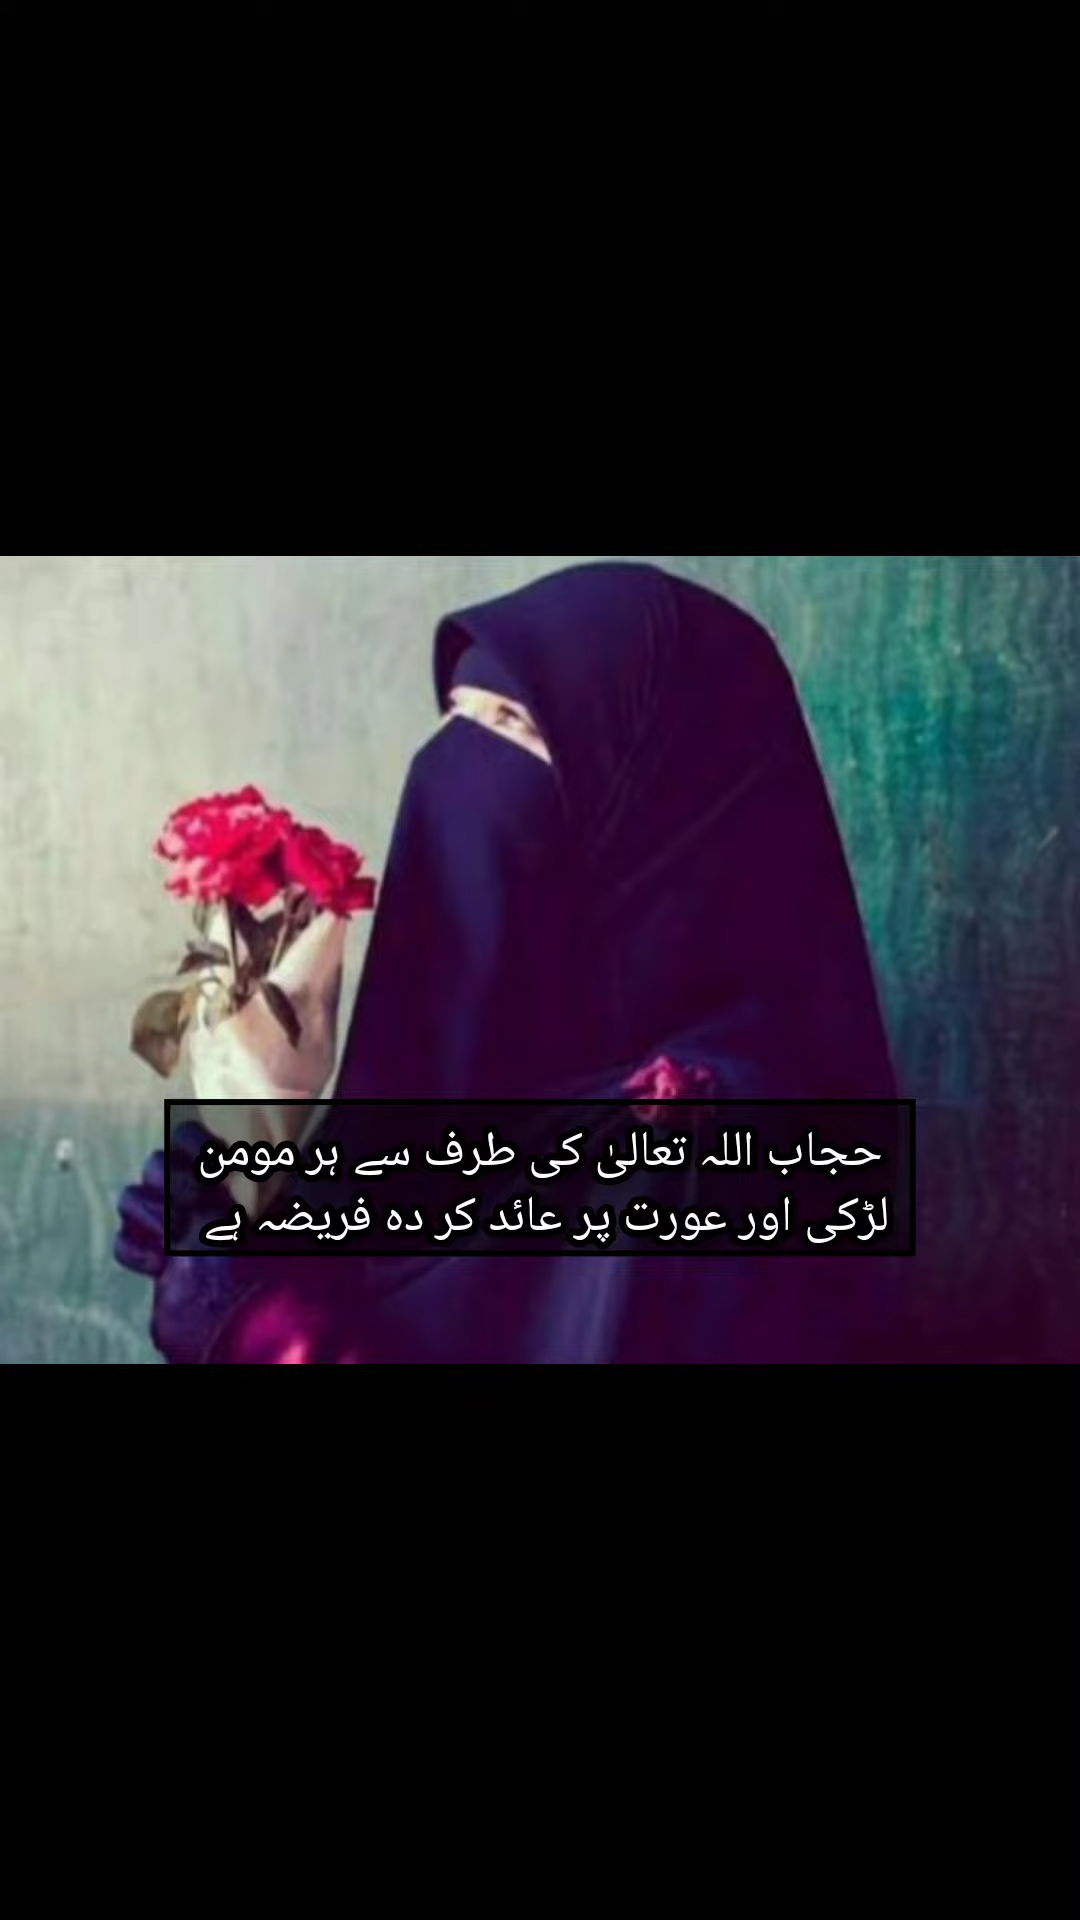 حجاب اللہ تعالیٰ کی طرف سے ہر مومن
لڑکی اور عورت پر عائد کر دہ فریضہ ہے